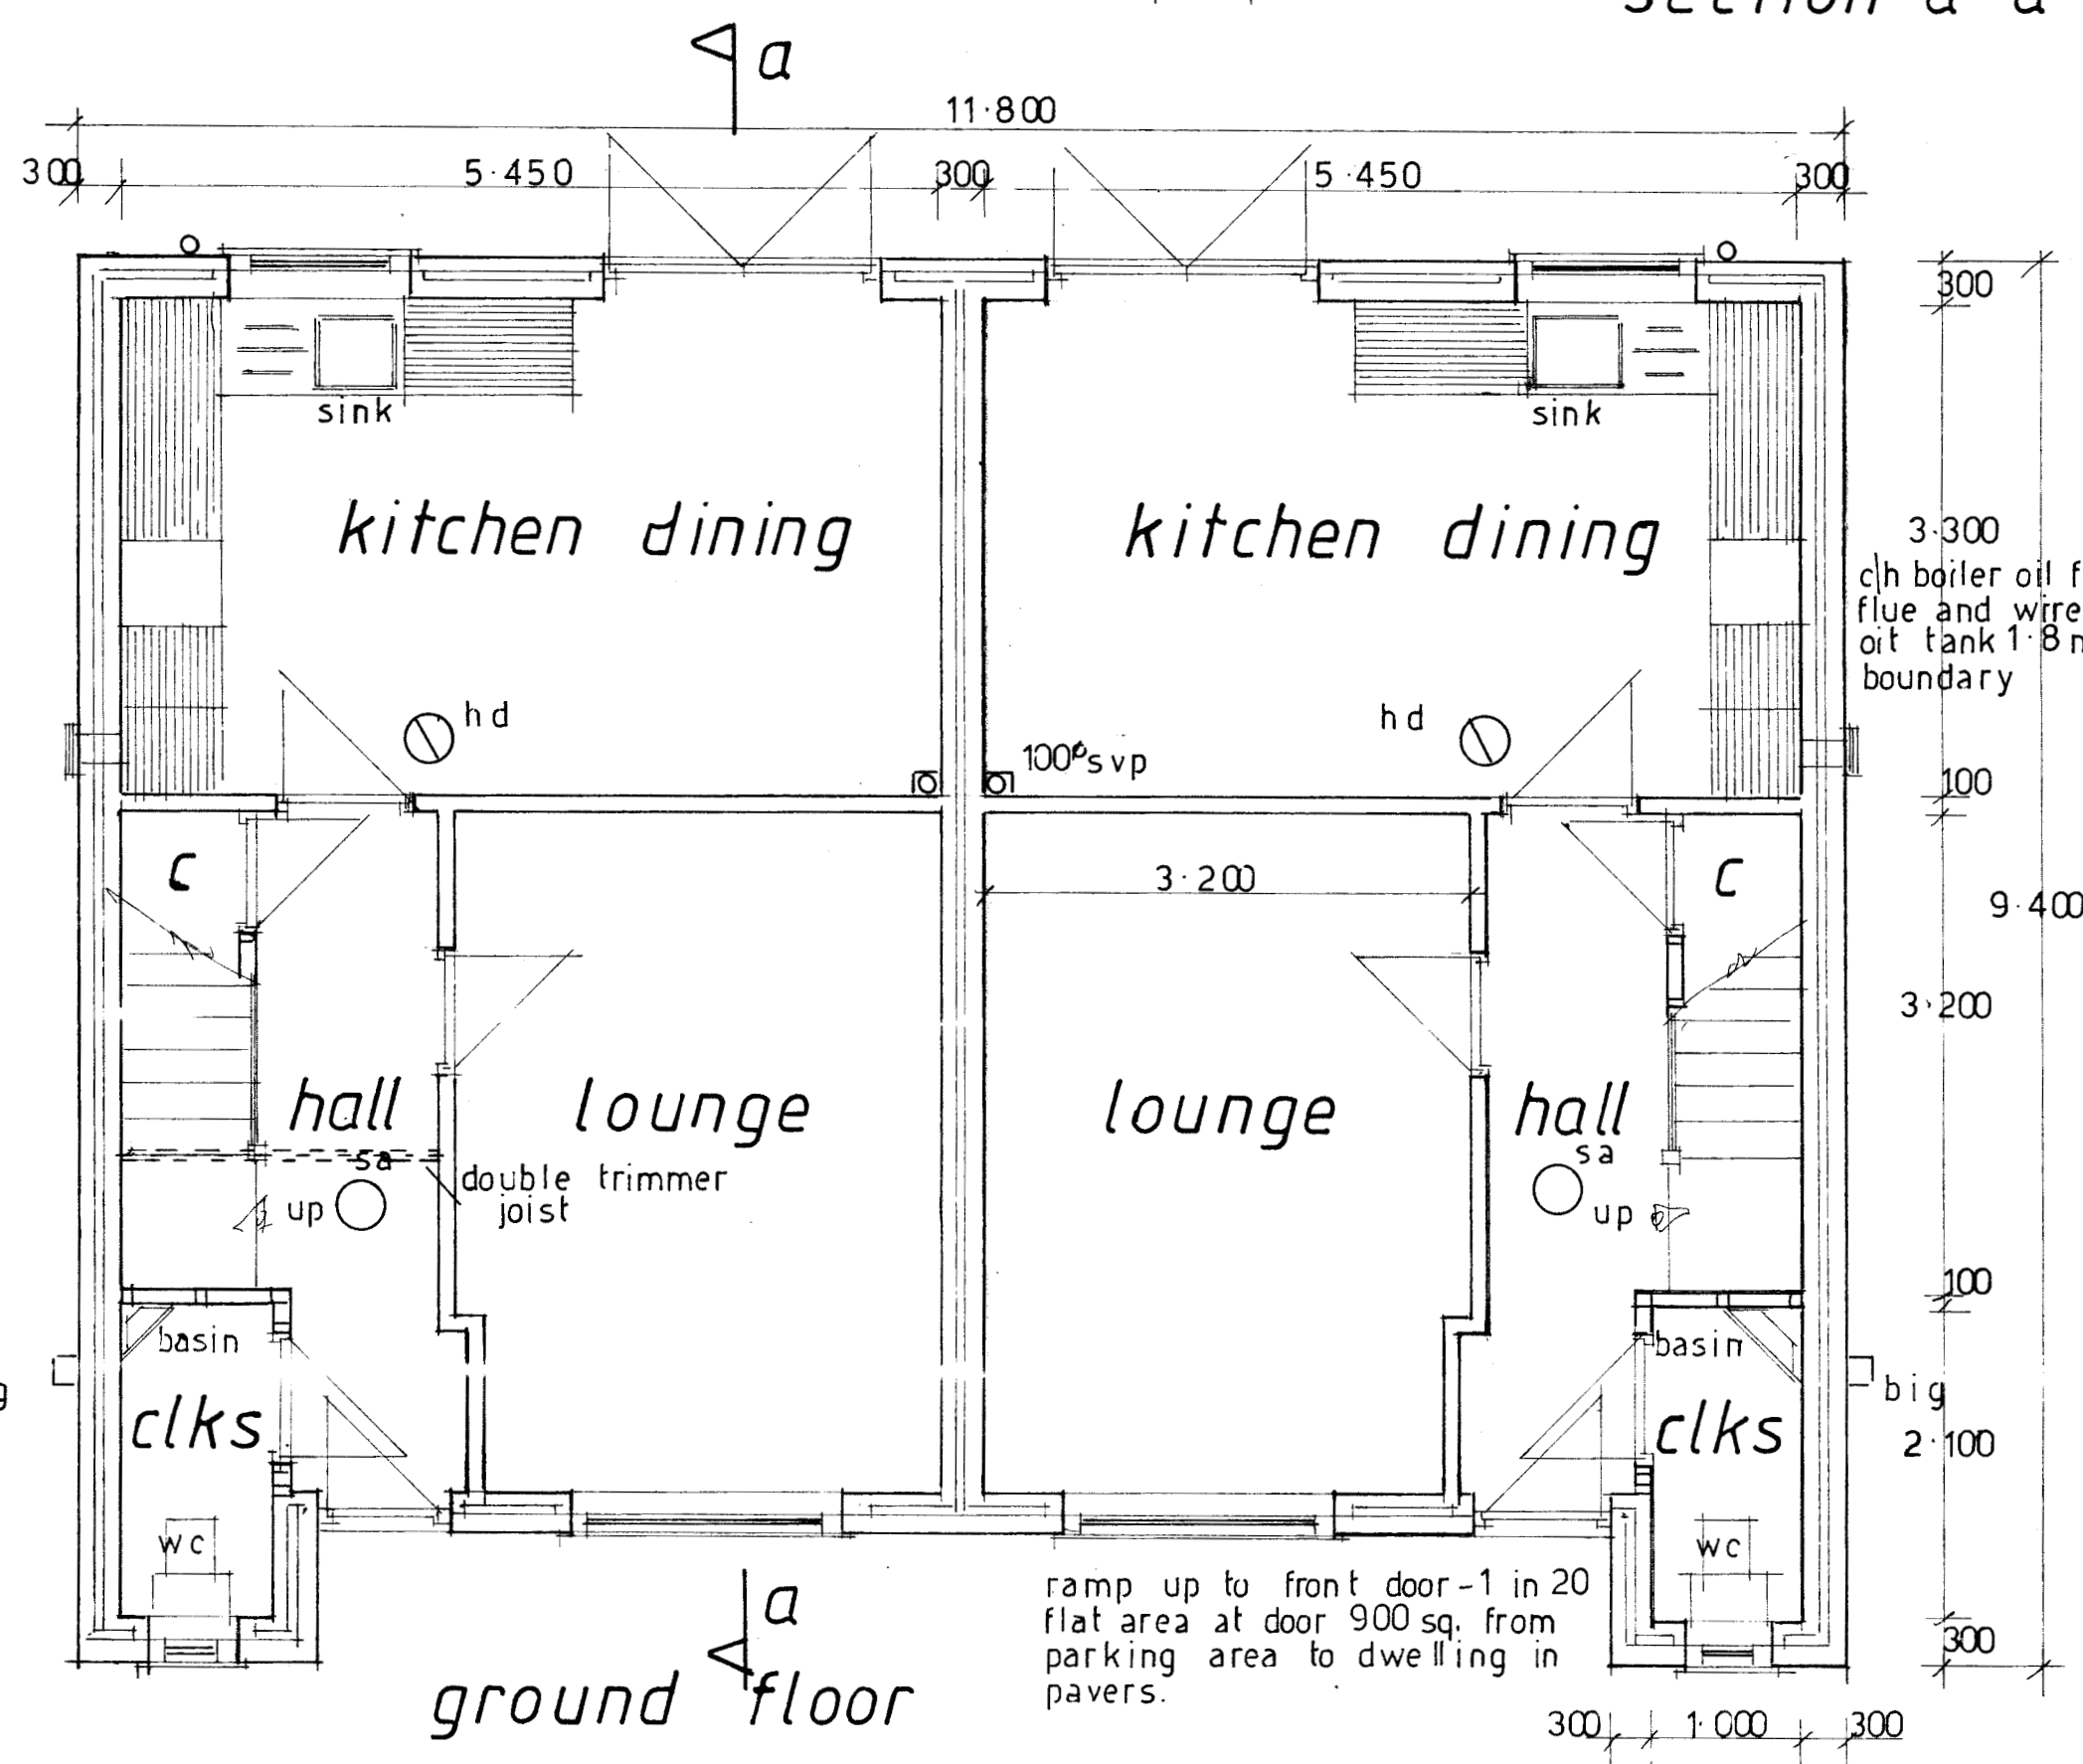 section a a
a
11·800
300 5·450 300 5·450 300
300
sink sink
kitchen dining kitchen dining
3·300
c|h boiler oil f
flue and wire
oit tank 1·8 m
boundary
hd hd
100ø svp
100
c c
3·200
9·400
3·200
hall lounge lounge hall
sa sa
double trimmer
joist
up up
100
basin basin
g big
clks clks
2·100
wc wc
a
ramp up to front door-1 in 20
flat area at door 900 sq. from
parking area to dwelling in
pavers.
300
ground floor
300 1·000 300